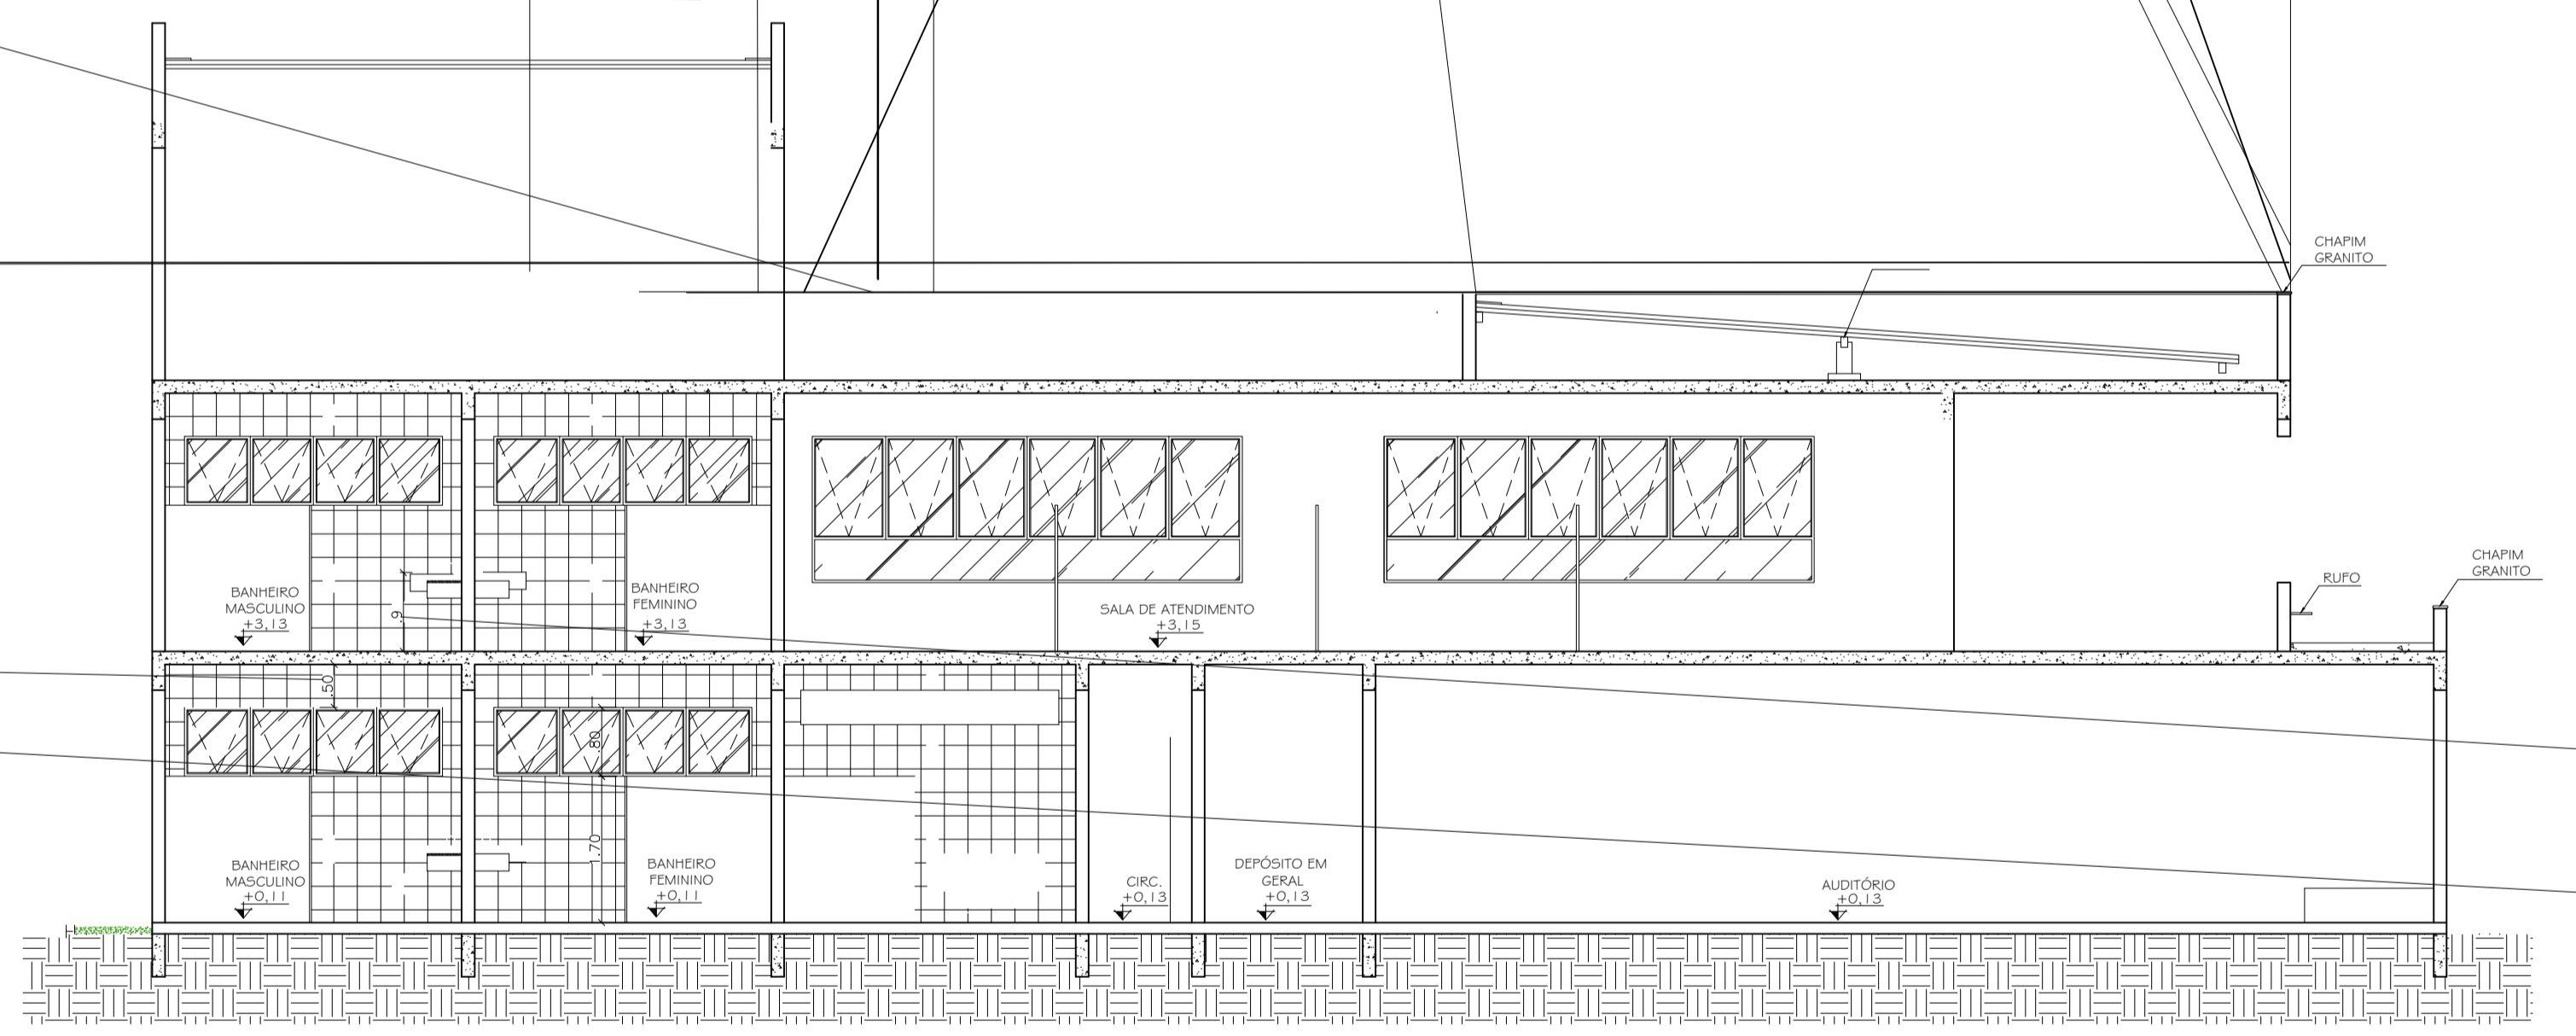 CHAPIM
GRANITO
CHAPIM
GRANITO
RUFO
BANHEIRO
MASCULINO
+3,13
.9
BANHEIRO
FEMININO
+3,13
SALA DE ATENDIMENTO
+3,15
.50
.80
1.70
BANHEIRO
MASCULINO
+0,11
BANHEIRO
FEMININO
+0,11
CIRC.
+0,13
DEPÓSITO EM
GERAL
+0,13
AUDITÓRIO
+0,13